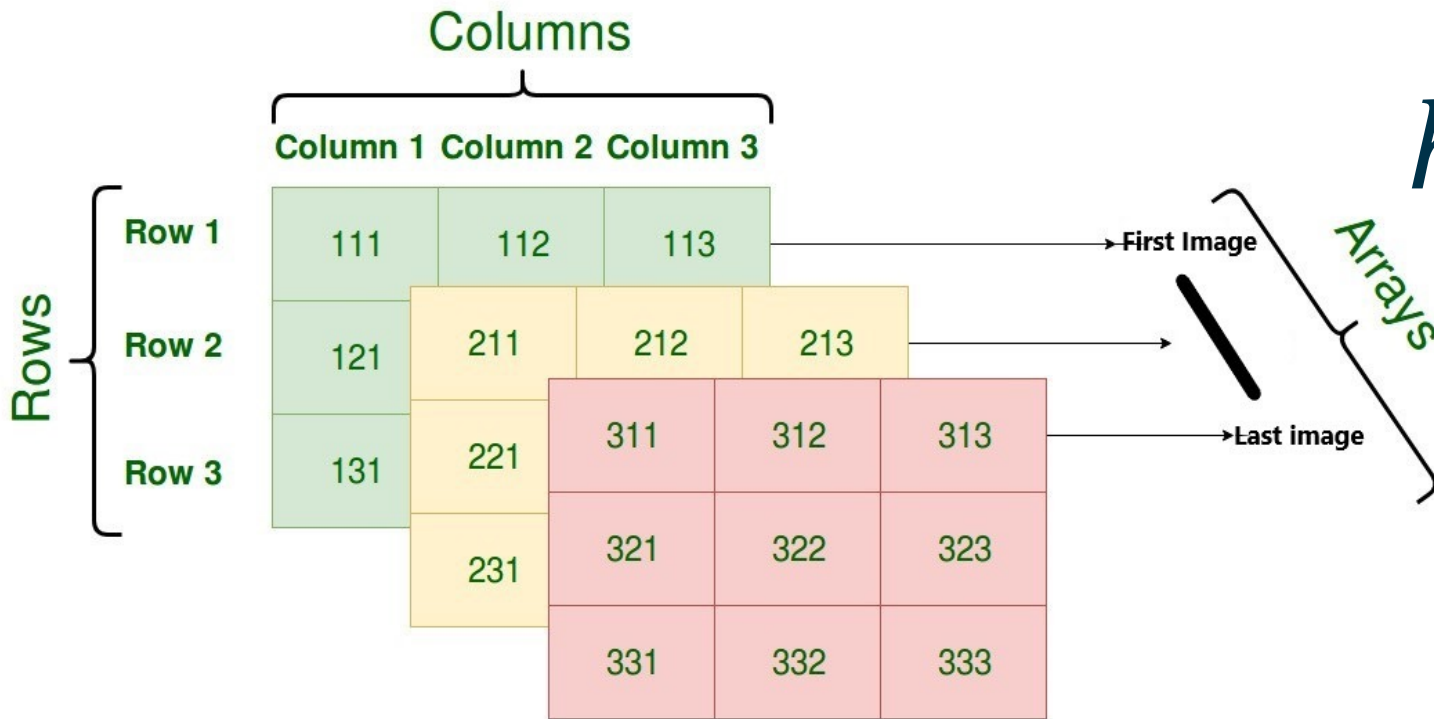 Columns
Column 1 Column 2 Column 3
Rows
Row 1
111 112 113
First Image
Arrays
Row 2
121 211 212 213
Row 3
131 221 311 312 313
Last image
231 321 322 323
331 332 333